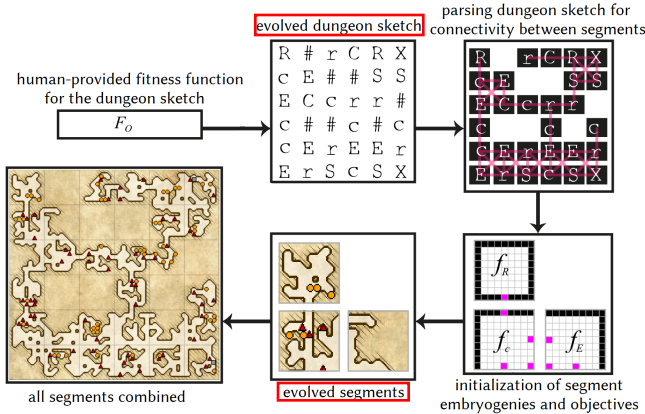 human-provided fitness function
for the dungeon sketch
F_O
evolved dungeon sketch
R # r C R X
c E # # S S
E C c r r #
c # # c # c
c E r E E r
E r S c S X
parsing dungeon sketch for
connectivity between segments
R r C R X
c E S S
E C c r r
c c c
c E r E E r
E r S c S X
f_R
f_c f_E
initialization of segment
embryogenies and objectives
evolved segments
all segments combined